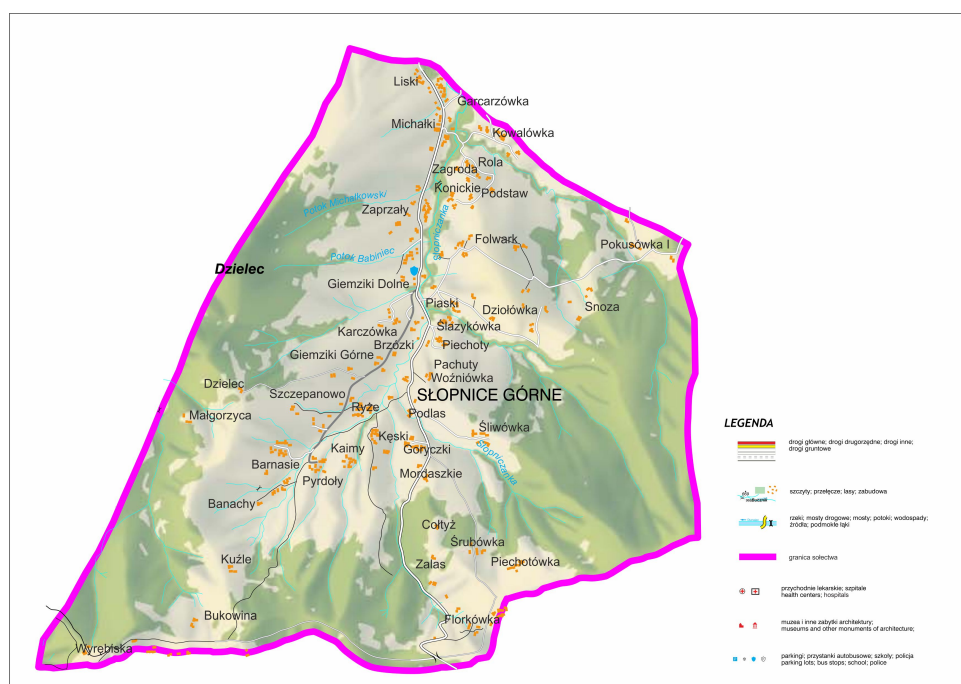 Liski
Garcarzówka
Michałki
Kowalówka
Rola
Zagroda
Konickie
Podstaw
Potok Michałkowski
Zaprzały
Słopniczanka
Folwark
Pokusówka I
Potok Babiniec
Dzielec
Giemziki Dolne
Piaski
Dziołówka
Snoza
Karczówka
Ślazykówka
Brzózki
Piechoty
Giemziki Górne
Pachuty
Woźniówka
Dzielec
Szczepanowo
SŁOPNICE GÓRNE
Małgorzyca
Ryże
Podlas
Śliwówka
Kęski
Kaimy
Goryczki
Słopniczanka
Barnasie
Mordaszkie
Pyrdoły
Banachy
Cołtyż
Śrubówka
Kuźle
Zalas
Piechotówka
Bukowina
Florkówka
Wyrębiska
LEGENDA
drogi główne; drogi drugorzędne; drogi inne;
drogi gruntowe
szczyty; przełęcze; lasy; zabudowa
rzeki; mosty drogowe; mosty; potoki; wodospady;
źródła; podmokłe łąki
granica sołectwa
przychodnie lekarskie; szpitale
health centers; hospitals
muzea i inne zabytki architektury;
museums and other monuments of architecture;
parkingi; przystanki autobusowe; szkoły; policja
parking lots; bus stops; school; police